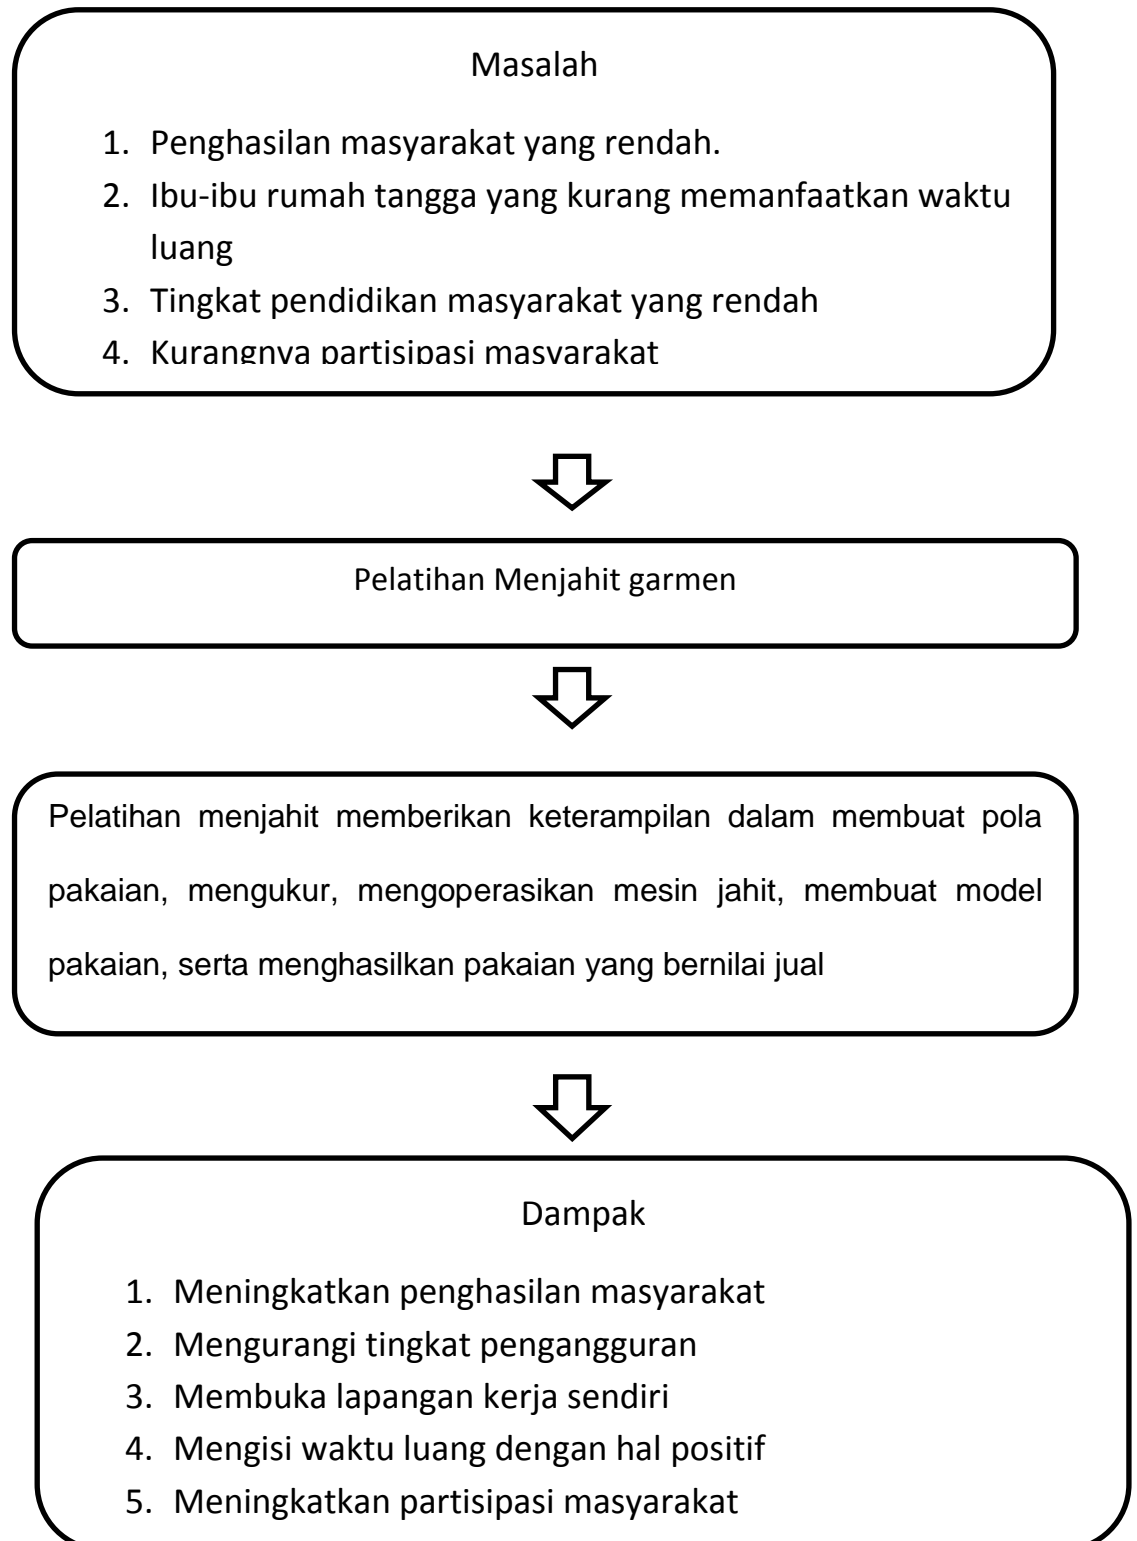 Masalah
1. Penghasilan masyarakat yang rendah.
2. Ibu-ibu rumah tangga yang kurang memanfaatkan waktu
luang
3. Tingkat pendidikan masyarakat yang rendah
4. Kurangnya partisipasi masyarakat
Pelatihan Menjahit garmen
Pelatihan menjahit memberikan keterampilan dalam membuat pola
pakaian, mengukur, mengoperasikan mesin jahit, membuat model
pakaian, serta menghasilkan pakaian yang bernilai jual
Dampak
1. Meningkatkan penghasilan masyarakat
2. Mengurangi tingkat pengangguran
3. Membuka lapangan kerja sendiri
4. Mengisi waktu luang dengan hal positif
5. Meningkatkan partisipasi masyarakat